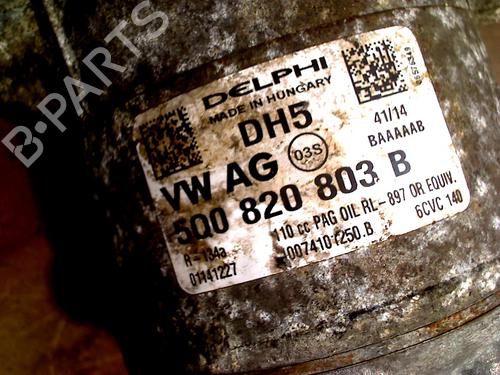 B-PARTS
DELPHI
MADE IN HUNGARY
DH5
41/14
BAAAAAB
VW AG 03S
5Q0 820 803 B
110 cc PAG OIL RL-897 OR EQUIV.
R-134a
6CVC 140
01141227